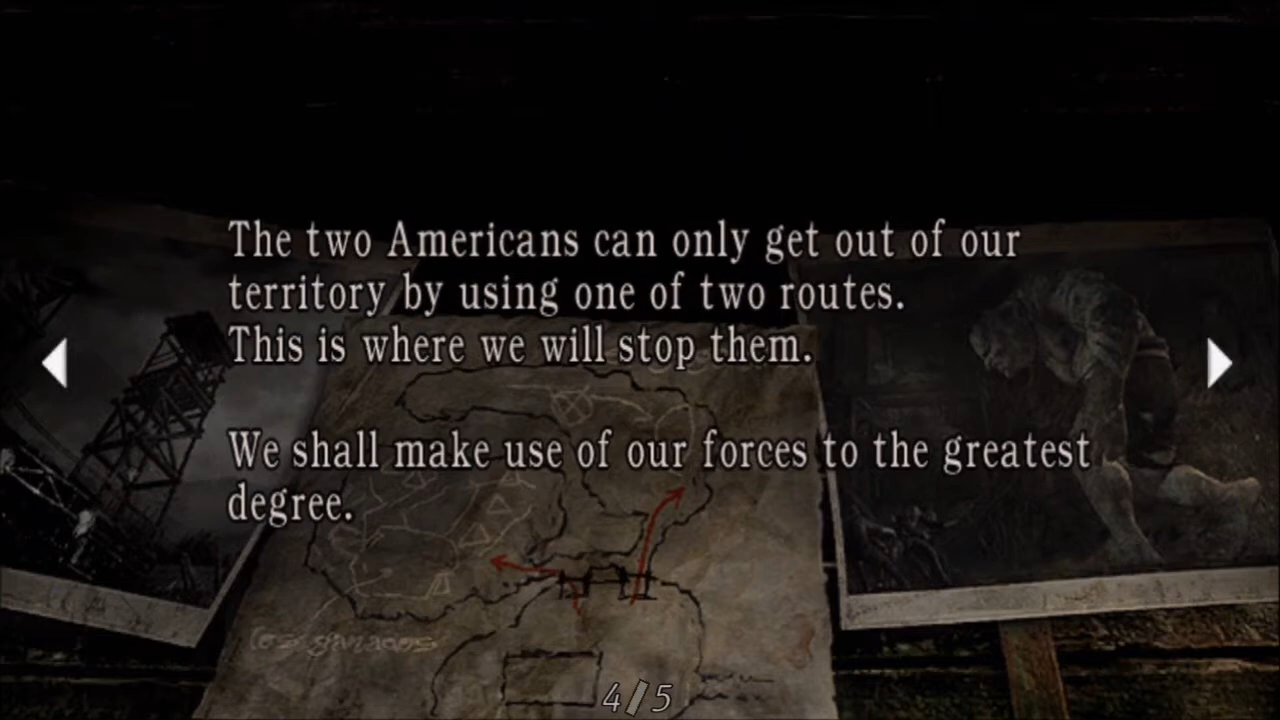 The two Americans can only get out of our
territory by using one of two routes.
This is where we will stop them.
We shall make use of our forces to the greatest
degree.
4/5